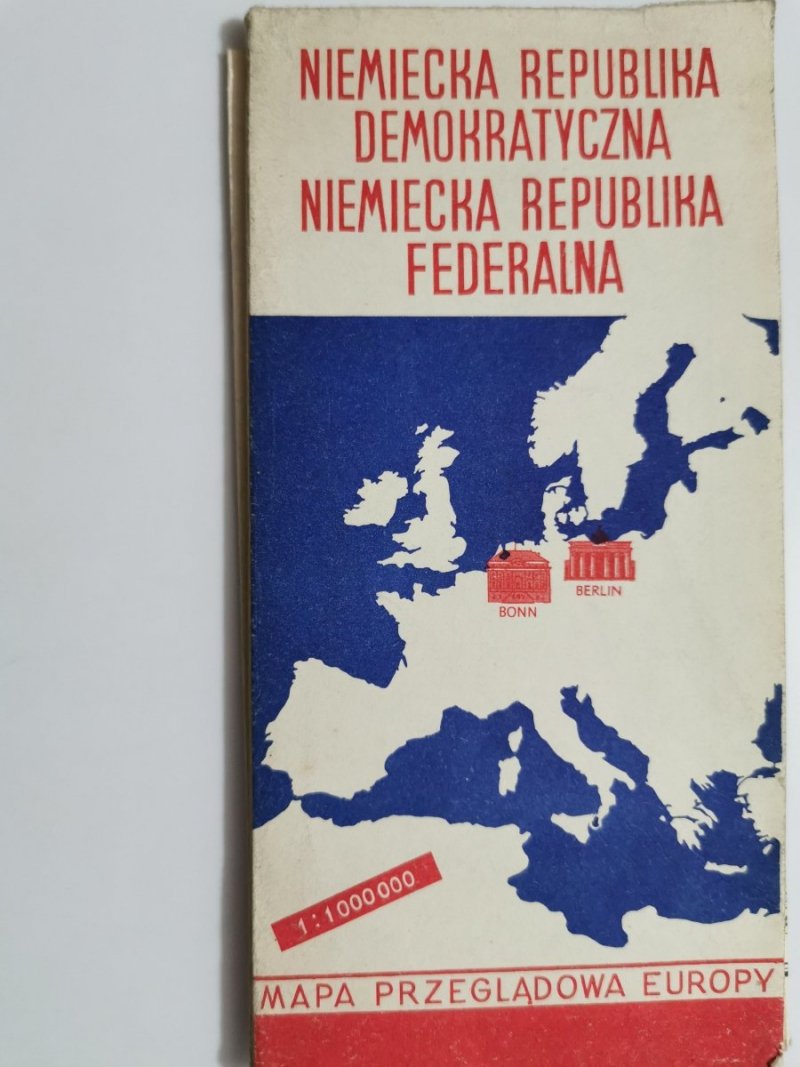 NIEMIECKA REPUBLIKA
DEMOKRATYCZNA
NIEMIECKA REPUBLIKA
FEDERALNA
BERLIN
BONN
1:1000000
MAPA PRZEGLĄDOWA EUROPY